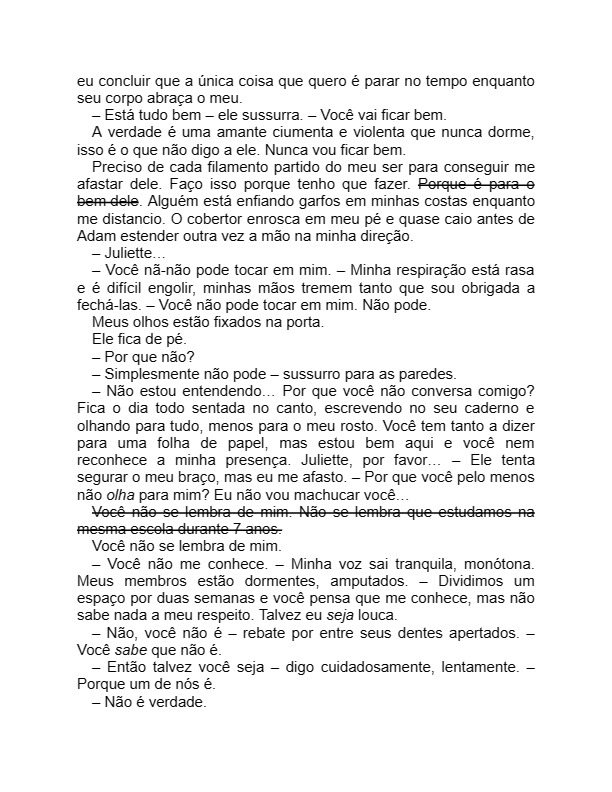 eu concluir que a única coisa que quero é parar no tempo enquanto
seu corpo abraça o meu.
– Está tudo bem – ele sussurra. – Você vai ficar bem.
A verdade é uma amante ciumenta e violenta que nunca dorme,
isso é o que não digo a ele. Nunca vou ficar bem.
Preciso de cada filamento partido do meu ser para conseguir me
afastar dele. Faço isso porque tenho que fazer. Porque é para o
bem dele. Alguém está enfiando garfos em minhas costas enquanto
me distancio. O cobertor enrosca em meu pé e quase caio antes de
Adam estender outra vez a mão na minha direção.
– Juliette…
– Você nã-não pode tocar em mim. – Minha respiração está rasa
e é difícil engolir, minhas mãos tremem tanto que sou obrigada a
fechá-las. – Você não pode tocar em mim. Não pode.
Meus olhos estão fixados na porta.
Ele fica de pé.
– Por que não?
– Simplesmente não pode – sussurro para as paredes.
– Não estou entendendo… Por que você não conversa comigo?
Fica o dia todo sentada no canto, escrevendo no seu caderno e
olhando para tudo, menos para o meu rosto. Você tem tanto a dizer
para uma folha de papel, mas estou bem aqui e você nem
reconhece a minha presença. Juliette, por favor… – Ele tenta
segurar o meu braço, mas eu me afasto. – Por que você pelo menos
não olha para mim? Eu não vou machucar você…
Você não se lembra de mim. Não se lembra que estudamos na
mesma escola durante 7 anos.
Você não se lembra de mim.
– Você não me conhece. – Minha voz sai tranquila, monótona.
Meus membros estão dormentes, amputados. – Dividimos um
espaço por duas semanas e você pensa que me conhece, mas não
sabe nada a meu respeito. Talvez eu seja louca.
– Não, você não é – rebate por entre seus dentes apertados. –
Você sabe que não é.
– Então talvez você seja – digo cuidadosamente, lentamente. –
Porque um de nós é.
– Não é verdade.